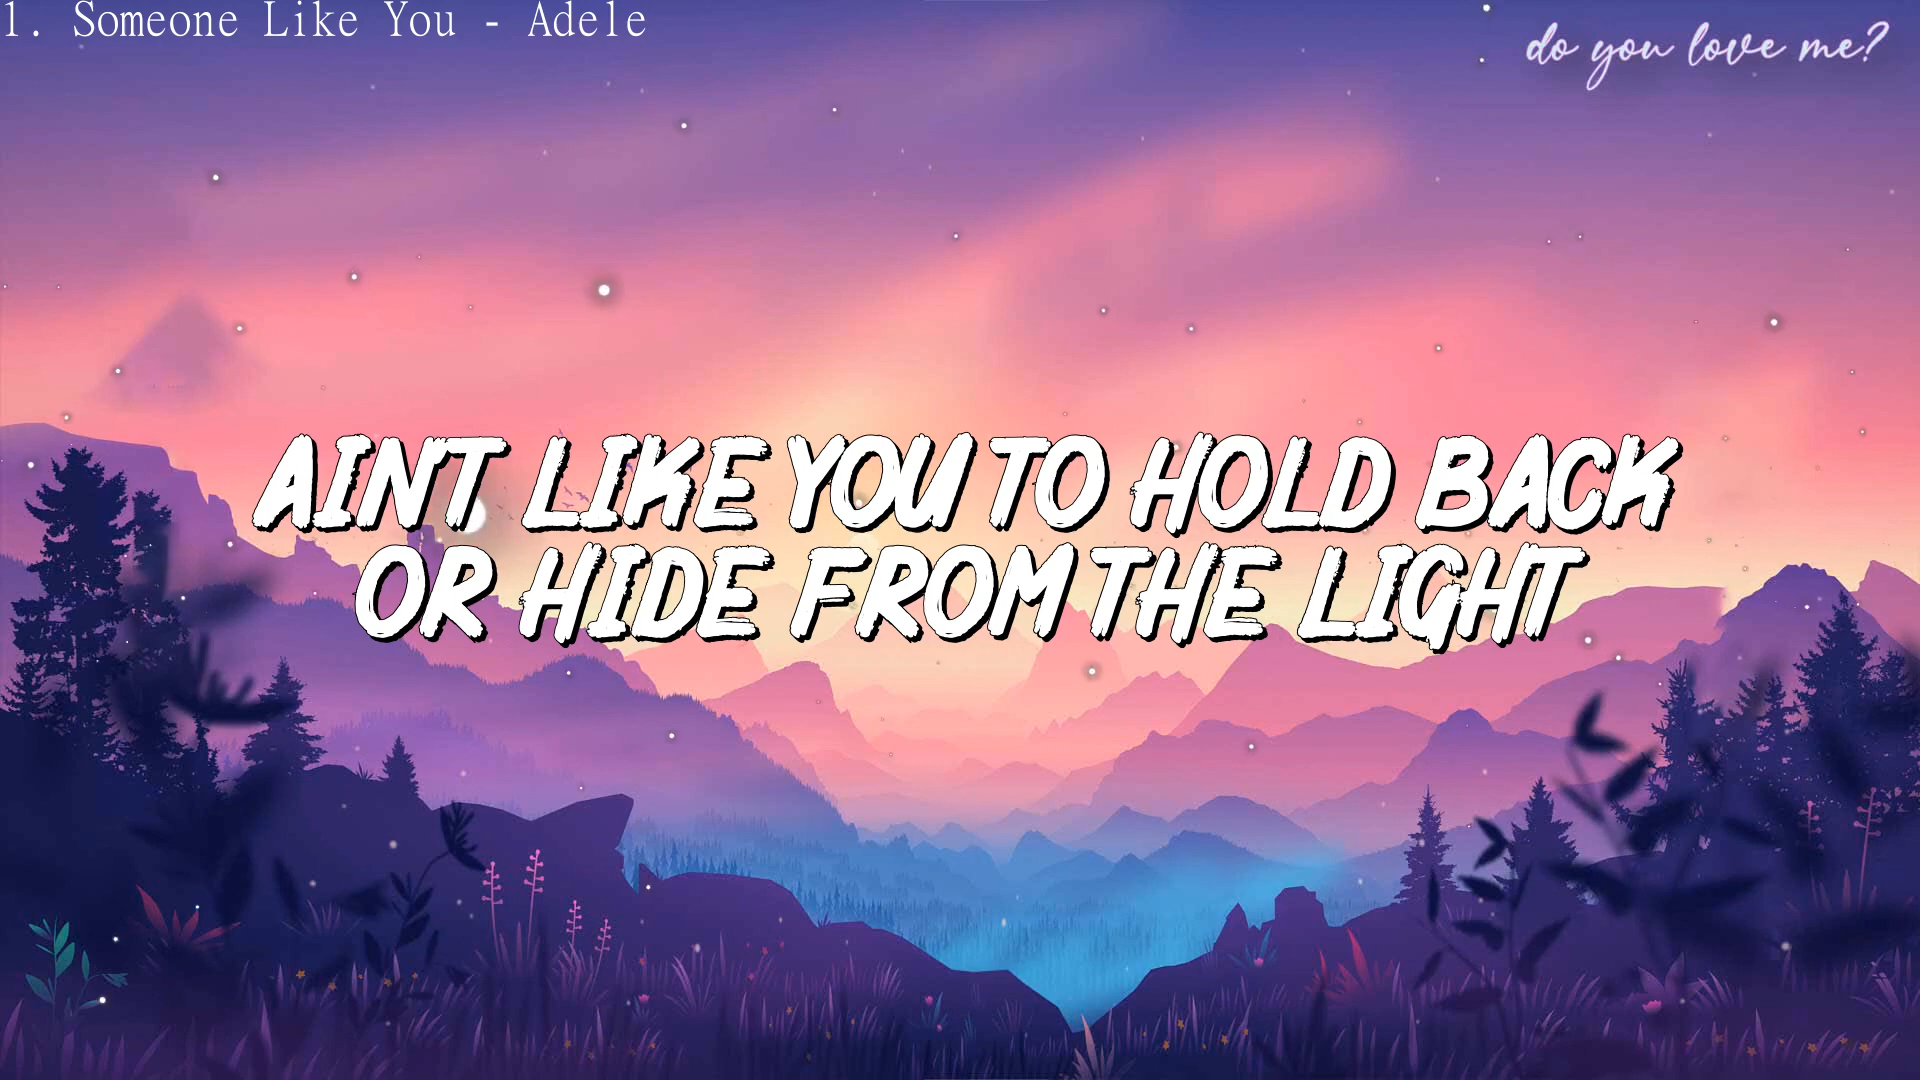 1. Someone Like You - Adele
do you love me?
AIN'T LIKE YOU TO HOLD BACK
OR HIDE FROM THE LIGHT